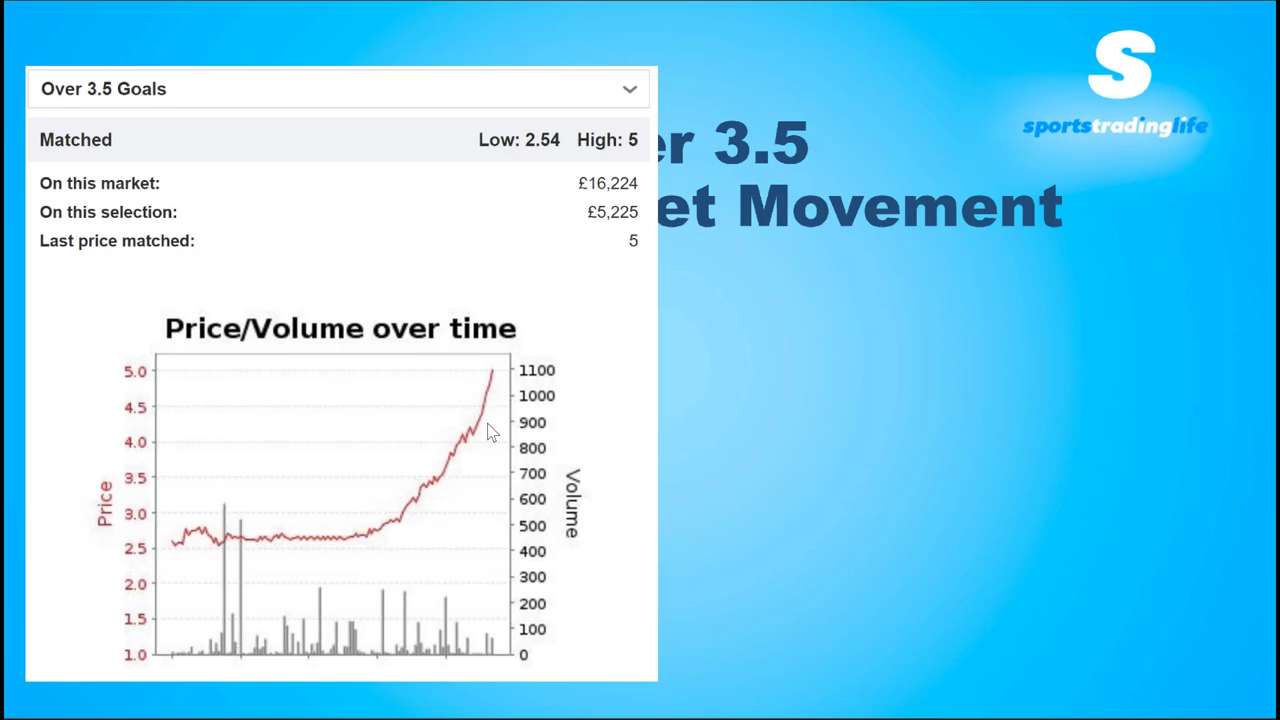 S
sportstradinglife
er 3.5
et Movement
Over 3.5 Goals
Matched Low: 2.54 High: 5
On this market: £16,224
On this selection: £5,225
Last price matched: 5
Price/Volume over time
Price
5.0
4.5
4.0
3.5
3.0
2.5
2.0
1.5
1.0
1100
1000
900
800
700
600
500
400
300
200
100
0
Volume